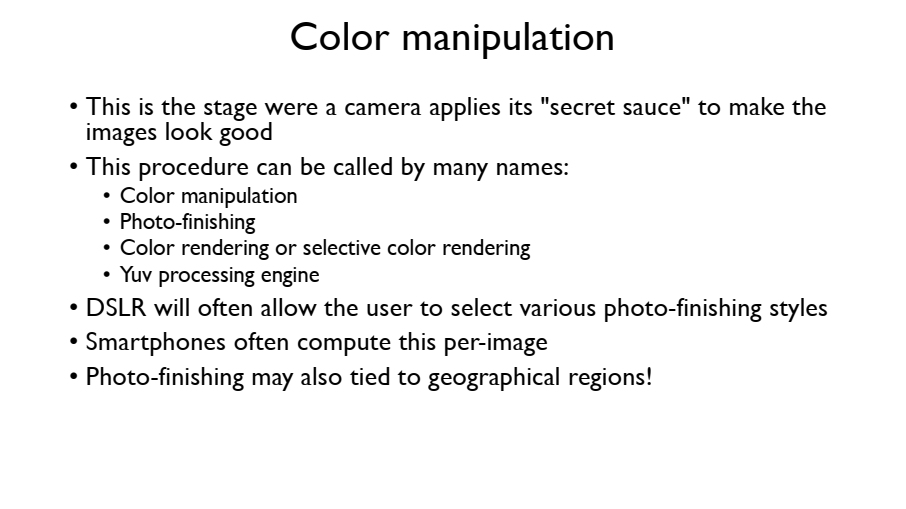 Color manipulation
• This is the stage were a camera applies its "secret sauce" to make the
images look good
• This procedure can be called by many names:
• Color manipulation
• Photo-finishing
• Color rendering or selective color rendering
• Yuv processing engine
• DSLR will often allow the user to select various photo-finishing styles
• Smartphones often compute this per-image
• Photo-finishing may also tied to geographical regions!